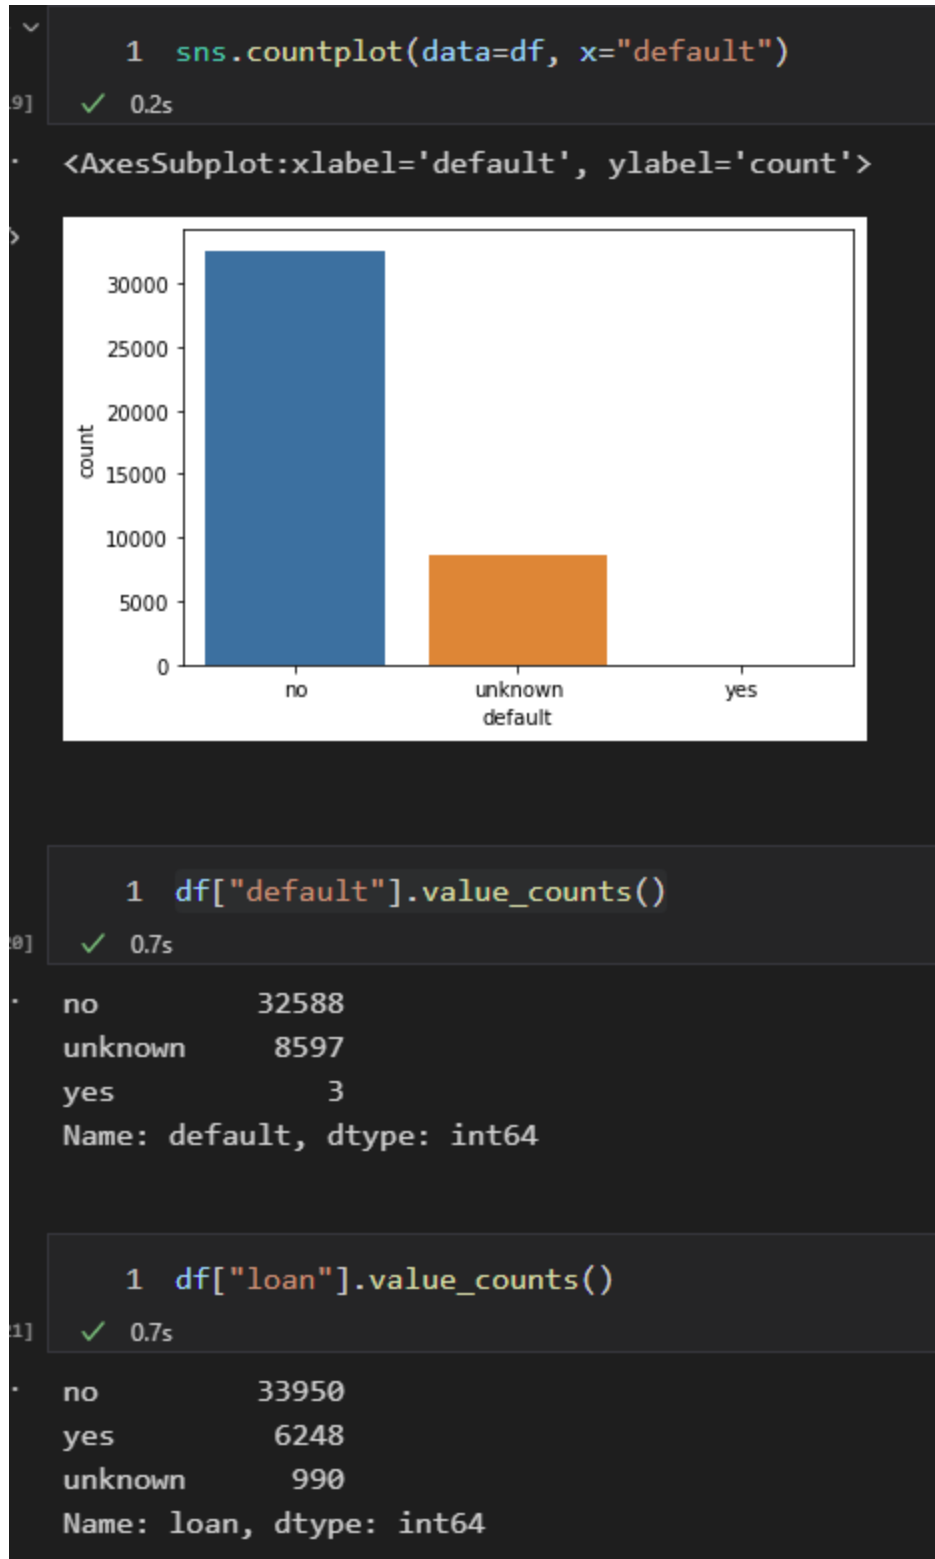 1 sns.countplot(data=df, x="default")
9] ✓ 0.2s
<AxesSubplot:xlabel='default', ylabel='count'>
30000
25000
20000
15000
10000
5000
0
count
no unknown yes
default
1 df["default"].value_counts()
20] ✓ 0.7s
no 32588
unknown 8597
yes 3
Name: default, dtype: int64
1 df["loan"].value_counts()
21] ✓ 0.7s
no 33950
yes 6248
unknown 990
Name: loan, dtype: int64